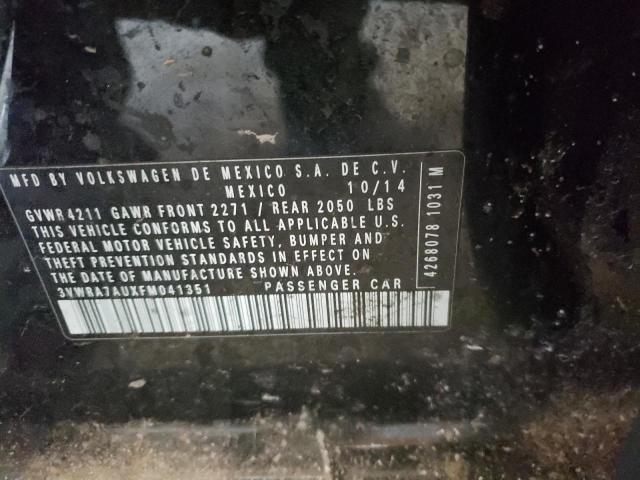 MFD BY VOLKSWAGEN DE MEXICO S.A. DE C.V.
MEXICO 10/14
GVWR 4211 GAWR FRONT 2271 / REAR 2050 LBS
THIS VEHICLE CONFORMS TO ALL APPLICABLE U.S.
FEDERAL MOTOR VEHICLE SAFETY, BUMPER AND
THEFT PREVENTION STANDARDS IN EFFECT ON
THE DATE OF MANUFACTURE SHOWN ABOVE.
3VWRA7AUXFM041351 PASSENGER CAR
4268078 1031 M